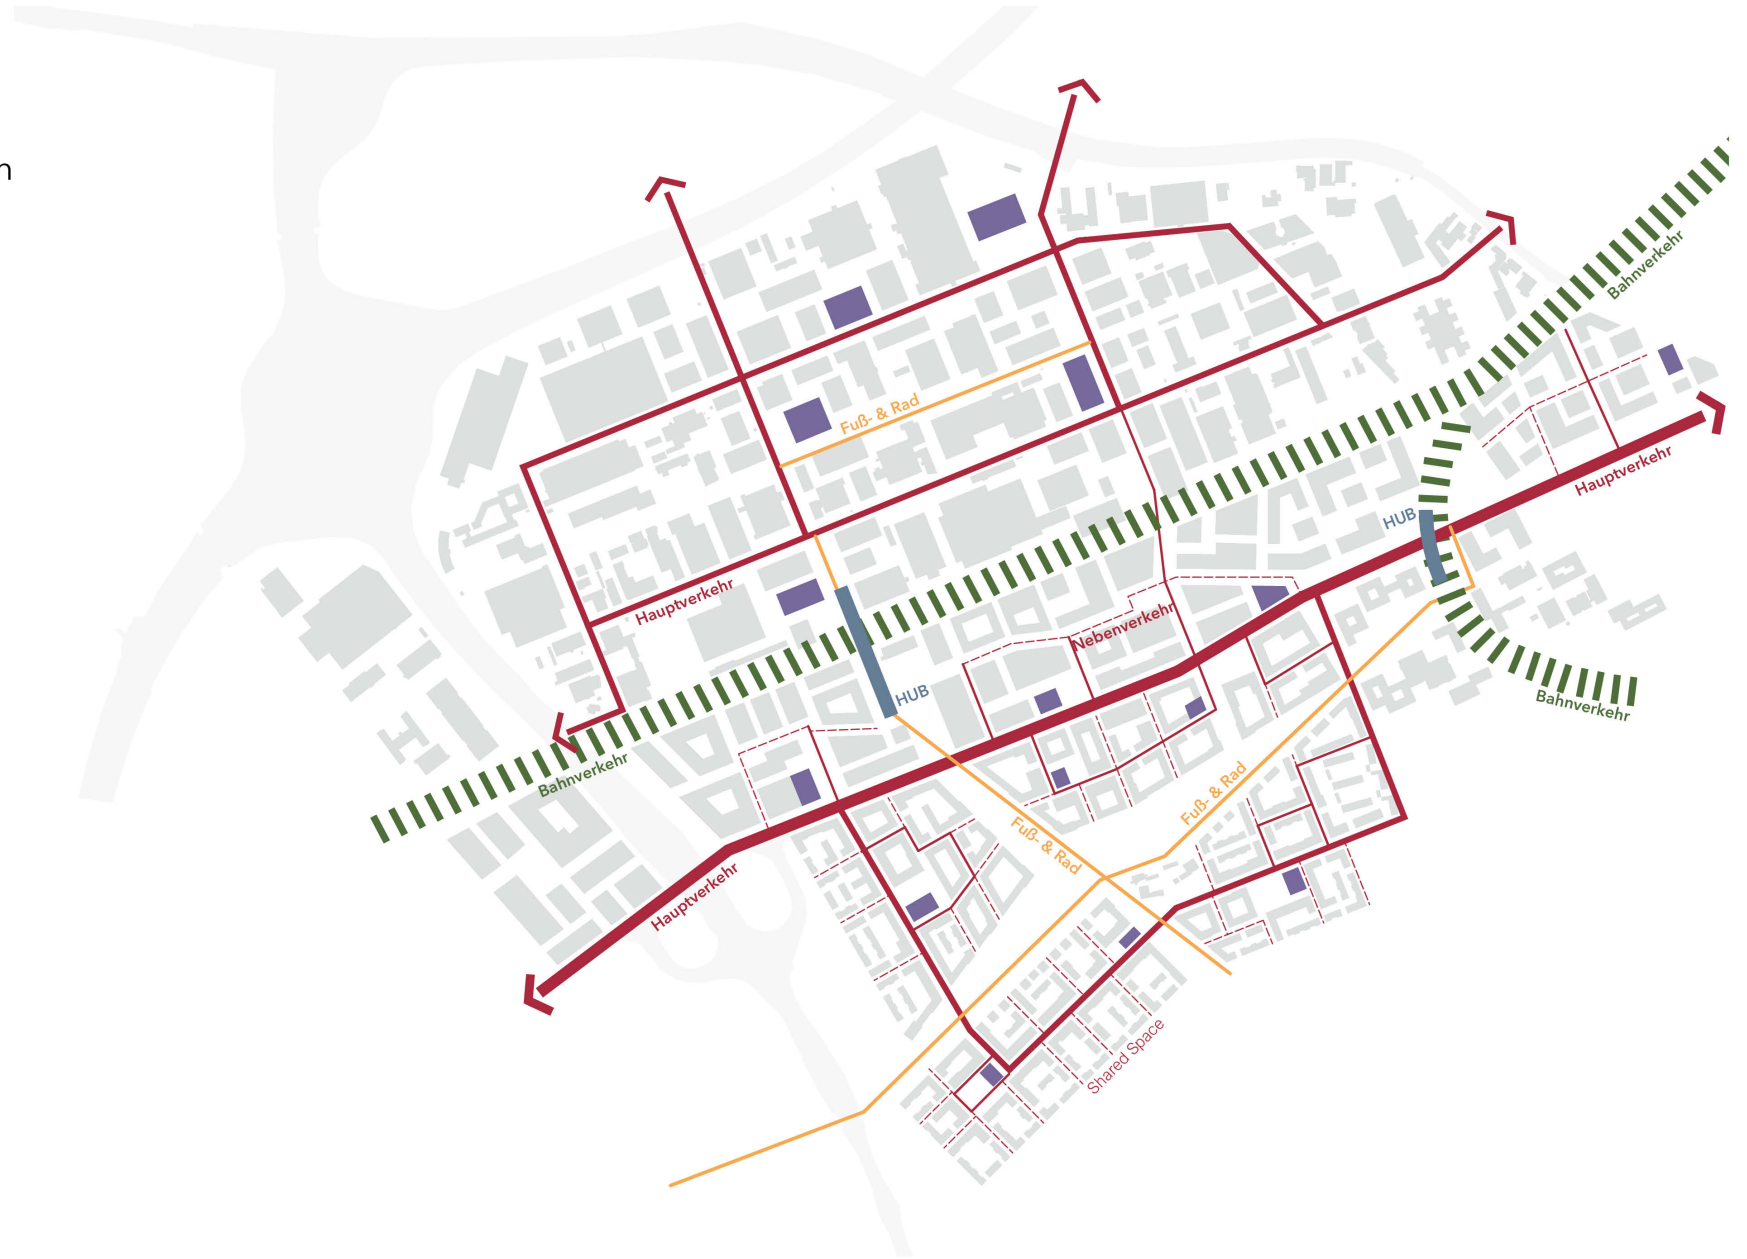 n
Bahnverkehr
Fuß- & Rad
Hauptverkehr
HUB
Hauptverkehr
Nebenverkehr
HUB
Bahnverkehr
Bahnverkehr
Fuß- & Rad
Fuß- & Rad
Hauptverkehr
Shared Space